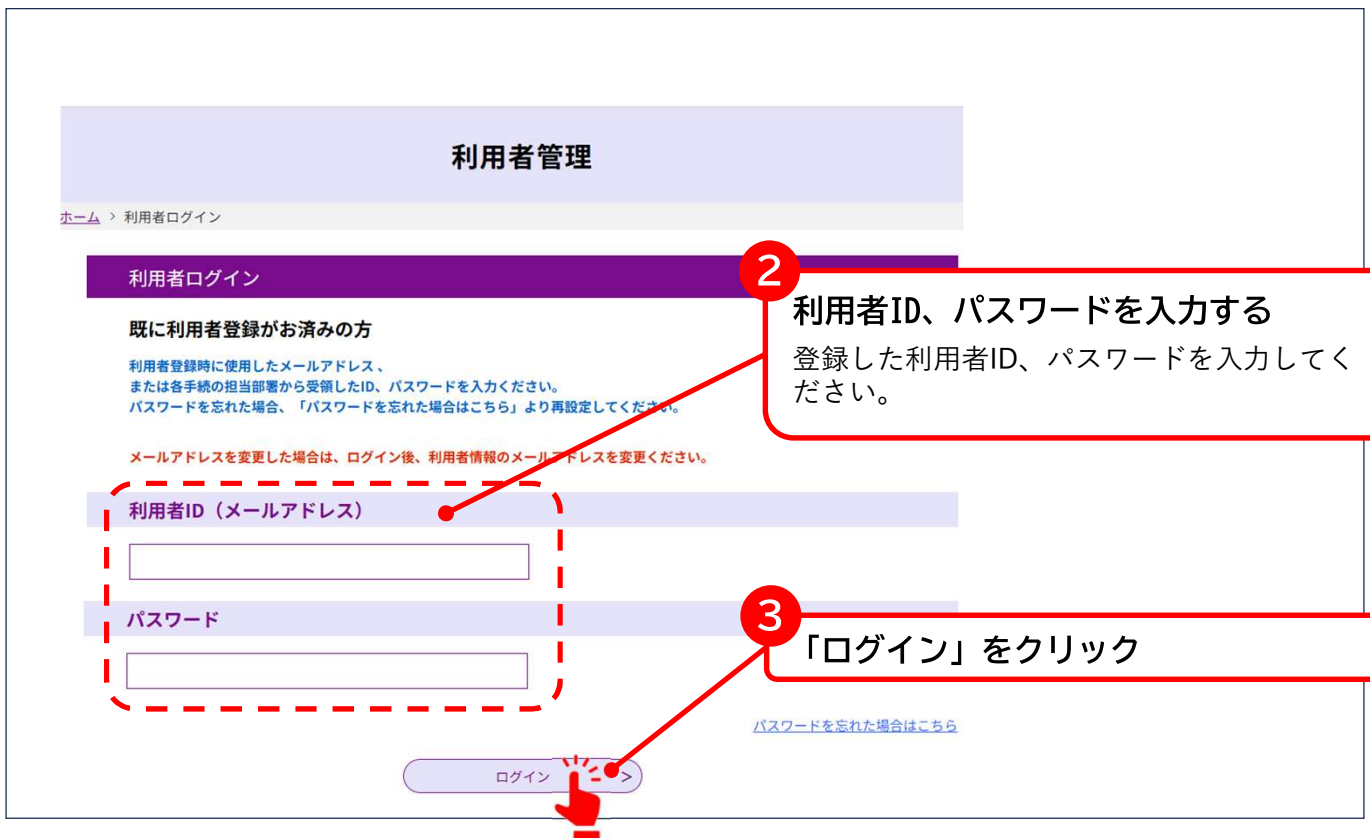 利用者管理
ホーム > 利用者ログイン
利用者ログイン
既に利用者登録がお済みの方
利用者登録時に使用したメールアドレス、
または各手続の担当部署から受領したID、パスワードを入力ください。
パスワードを忘れた場合、「パスワードを忘れた場合はこちら」より再設定してください。
メールアドレスを変更した場合は、ログイン後、利用者情報のメールアドレスを変更ください。
2
利用者ID、パスワードを入力する
登録した利用者ID、パスワードを入力してく
ださい。
利用者ID（メールアドレス）
パスワード
3
「ログイン」をクリック
パスワードを忘れた場合はこちら
ログイン >